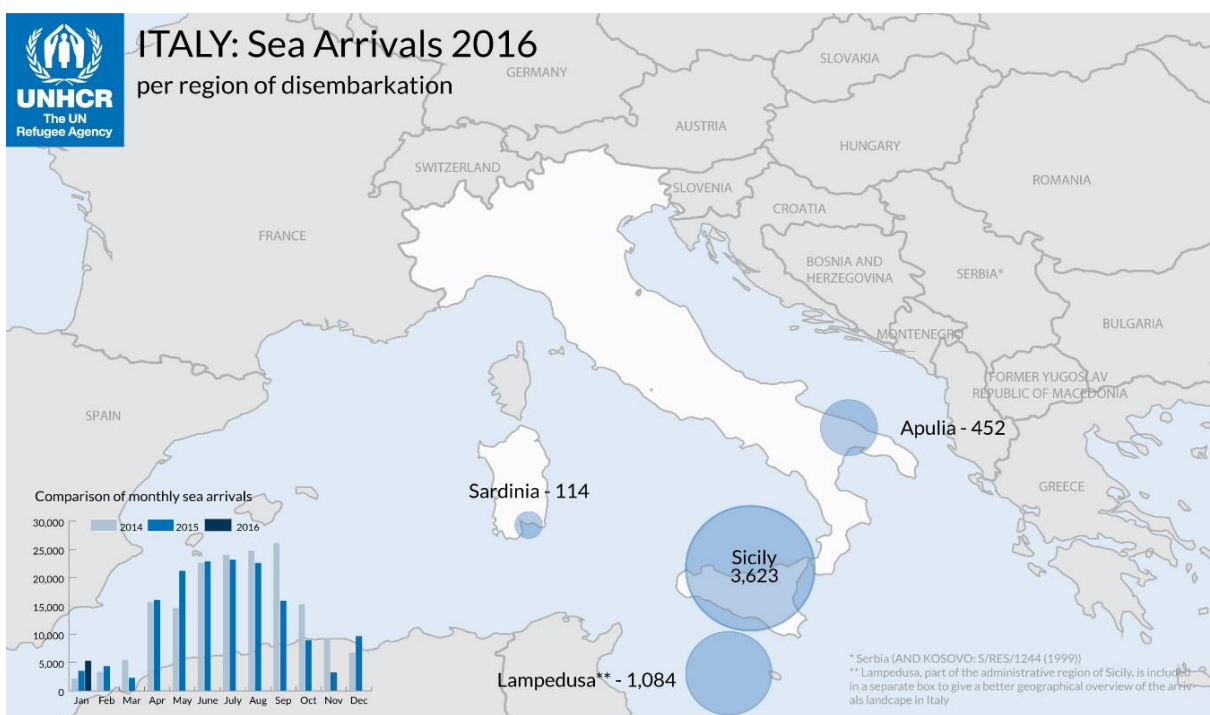 UNHCR
The UN
Refugee Agency
ITALY: Sea Arrivals 2016
per region of disembarkation
GERMANY
SLOVAKIA
AUSTRIA
HUNGARY
SWITZERLAND
SLOVENIA
ROMANIA
CROATIA
FRANCE
BOSNIA AND
HERZEGOVINA
SERBIA*
MONTENEGRO
BULGARIA
FORMER YUGOSLAV
REPUBLIC OF MACEDONIA
SPAIN
Apulia - 452
GREECE
Sardinia - 114
Sicily
3,623
Lampedusa** - 1,084
Comparison of monthly sea arrivals
30,000
2014 2015 2016
25,000
20,000
15,000
10,000
5,000
0
Jan Feb Mar Apr May June July Aug Sep Oct Nov Dec
* Serbia (AND KOSOVO: S/RES/1244 (1999))
** Lampedusa, part of the administrative region of Sicily, is included
in a separate box to give a better geographical overview of the arriv-
als landcape in Italy